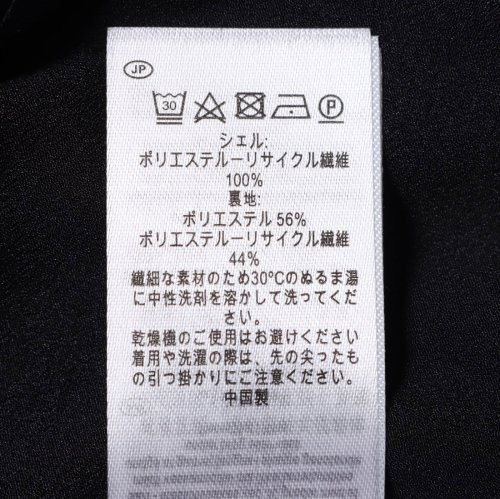 JP
30
P
シェル:
ポリエステルーリサイクル繊維
100%
裏地:
ポリエステル 56%
ポリエステルーリサイクル繊維
44%
繊細な素材のため30℃のぬるま湯
に中性洗剤を溶かして洗ってくだ
さい。
乾燥機のご使用はお避けください
着用や洗濯の際は、先の尖ったも
の引っ掛かりにご注意ください。
中国製